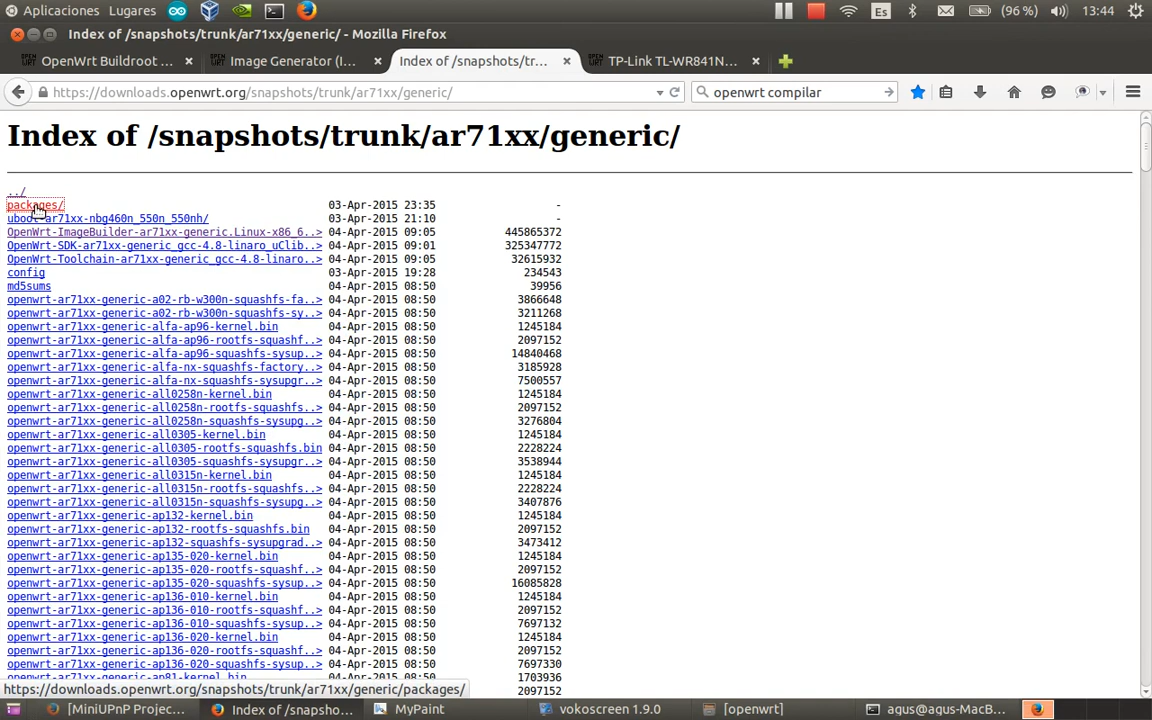 Aplicaciones Lugares Es (96 %) 13:44
Index of /snapshots/trunk/ar71xx/generic/ - Mozilla Firefox
OpenWrt Buildroot ... × Image Generator (I... × Index of /snapshots/tr... × TP-Link TL-WR841N... ×
https://downloads.openwrt.org/snapshots/trunk/ar71xx/generic/ openwrt compilar
Index of /snapshots/trunk/ar71xx/generic/
../
packages/ 03-Apr-2015 23:35 -
uboot-ar71xx-nbg460n_550n_550nh/ 03-Apr-2015 21:10 -
OpenWrt-ImageBuilder-ar71xx-generic.Linux-x86_6..> 04-Apr-2015 09:05 445865372
OpenWrt-SDK-ar71xx-generic_gcc-4.8-linaro_uClib..> 04-Apr-2015 09:01 325347772
OpenWrt-Toolchain-ar71xx-generic_gcc-4.8-linaro..> 04-Apr-2015 09:05 32615932
config 03-Apr-2015 19:28 234543
md5sums 04-Apr-2015 08:50 39956
openwrt-ar71xx-generic-a02-rb-w300n-squashfs-fa..> 04-Apr-2015 08:50 3866648
openwrt-ar71xx-generic-a02-rb-w300n-squashfs-sy..> 04-Apr-2015 08:50 3211268
openwrt-ar71xx-generic-alfa-ap96-kernel.bin 04-Apr-2015 08:50 1245184
openwrt-ar71xx-generic-alfa-ap96-rootfs-squashf..> 04-Apr-2015 08:50 2097152
openwrt-ar71xx-generic-alfa-ap96-squashfs-sysup..> 04-Apr-2015 08:50 14840468
openwrt-ar71xx-generic-alfa-nx-squashfs-factory..> 04-Apr-2015 08:50 3185928
openwrt-ar71xx-generic-alfa-nx-squashfs-sysupgr..> 04-Apr-2015 08:50 7500557
openwrt-ar71xx-generic-all0258n-kernel.bin 04-Apr-2015 08:50 1245184
openwrt-ar71xx-generic-all0258n-rootfs-squashfs..> 04-Apr-2015 08:50 2097152
openwrt-ar71xx-generic-all0258n-squashfs-sysupg..> 04-Apr-2015 08:50 3276804
openwrt-ar71xx-generic-all0305-kernel.bin 04-Apr-2015 08:50 1245184
openwrt-ar71xx-generic-all0305-rootfs-squashfs.bin 04-Apr-2015 08:50 2228224
openwrt-ar71xx-generic-all0305-squashfs-sysupgr..> 04-Apr-2015 08:50 3538944
openwrt-ar71xx-generic-all0315n-kernel.bin 04-Apr-2015 08:50 1245184
openwrt-ar71xx-generic-all0315n-rootfs-squashfs..> 04-Apr-2015 08:50 2228224
openwrt-ar71xx-generic-all0315n-squashfs-sysupg..> 04-Apr-2015 08:50 3407876
openwrt-ar71xx-generic-ap132-kernel.bin 04-Apr-2015 08:50 1245184
openwrt-ar71xx-generic-ap132-rootfs-squashfs.bin 04-Apr-2015 08:50 2097152
openwrt-ar71xx-generic-ap132-squashfs-sysupgrad..> 04-Apr-2015 08:50 3473412
openwrt-ar71xx-generic-ap135-020-kernel.bin 04-Apr-2015 08:50 1245184
openwrt-ar71xx-generic-ap135-020-rootfs-squashf..> 04-Apr-2015 08:50 2097152
openwrt-ar71xx-generic-ap135-020-squashfs-sysup..> 04-Apr-2015 08:50 16085828
openwrt-ar71xx-generic-ap136-010-kernel.bin 04-Apr-2015 08:50 1245184
openwrt-ar71xx-generic-ap136-010-rootfs-squashf..> 04-Apr-2015 08:50 2097152
openwrt-ar71xx-generic-ap136-010-squashfs-sysup..> 04-Apr-2015 08:50 7697132
openwrt-ar71xx-generic-ap136-020-kernel.bin 04-Apr-2015 08:50 1245184
openwrt-ar71xx-generic-ap136-020-rootfs-squashf..> 04-Apr-2015 08:50 2097152
openwrt-ar71xx-generic-ap136-020-squashfs-sysup..> 04-Apr-2015 08:50 7697330
openwrt-ar71xx-generic-ap81-kernel.bin 04-Apr-2015 08:50 1703936
https://downloads.openwrt.org/snapshots/trunk/ar71xx/generic/packages/ 2097152
[MiniUPnP Projec... Index of /snapsho... MyPaint vokoscreen 1.9.0 [openwrt] agus@agus-MacB...